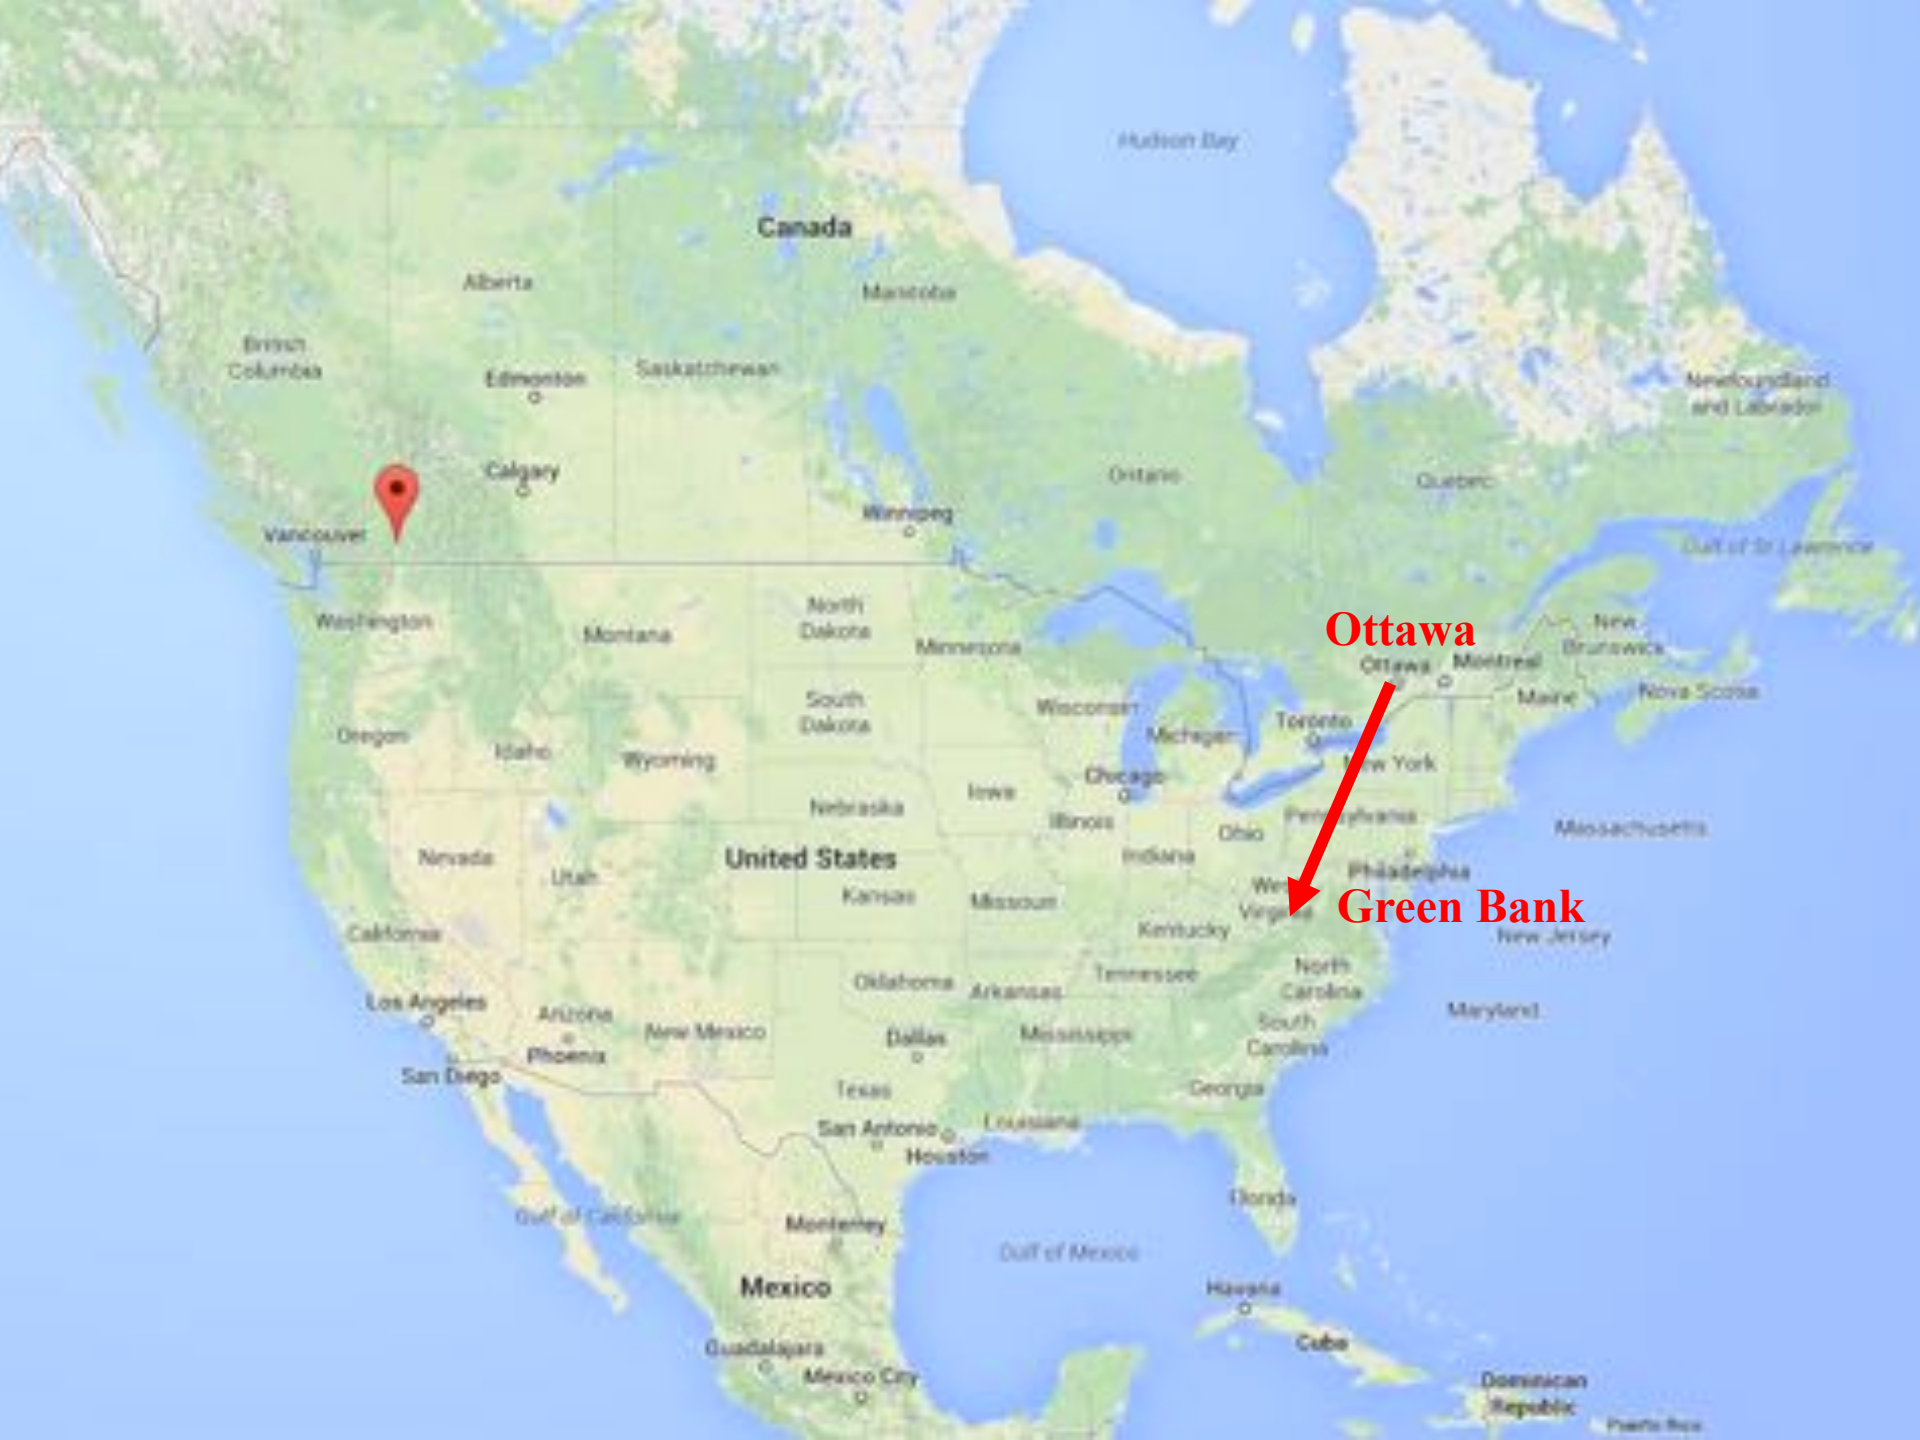 Hudson Bay
Canada
Alberta
Manitoba
British
Columbia
Edmonton
Saskatchewan
Newfoundland
and Labrador
Calgary
Ontario
Quebec
Winnipeg
Vancouver
Gulf of St Lawrence
Washington
Montana
North
Dakota
Minnesota
Ottawa
New
Brunswick
Ottawa
Montreal
Maine
Nova Scotia
South
Dakota
Wisconsin
Michigan
Toronto
Oregon
Idaho
Wyoming
New York
Chicago
Iowa
Nebraska
Illinois
Ohio
Pennsylvania
Massachusetts
Nevada
Utah
United States
Indiana
Philadelphia
Kansas
Missouri
West
Virginia
Green Bank
Kentucky
New Jersey
California
Oklahoma
Arkansas
Tennessee
North
Carolina
Los Angeles
Arizona
New Mexico
Dallas
Mississippi
South
Carolina
Maryland
Phoenix
San Diego
Texas
Georgia
San Antonio
Louisiana
Houston
Florida
Gulf of California
Monterrey
Gulf of Mexico
Mexico
Havana
Cuba
Guadalajara
Mexico City
Dominican
Republic
Puerto Rico